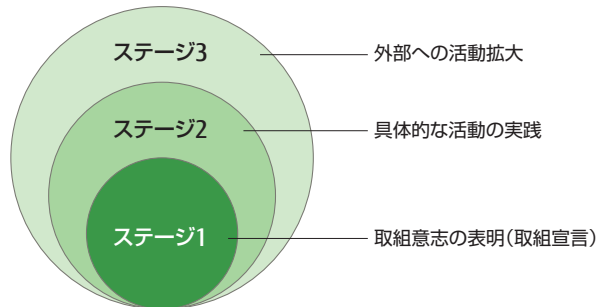 ステージ3
外部への活動拡大
ステージ2
具体的な活動の実践
ステージ1
取組意志の表明(取組宣言)